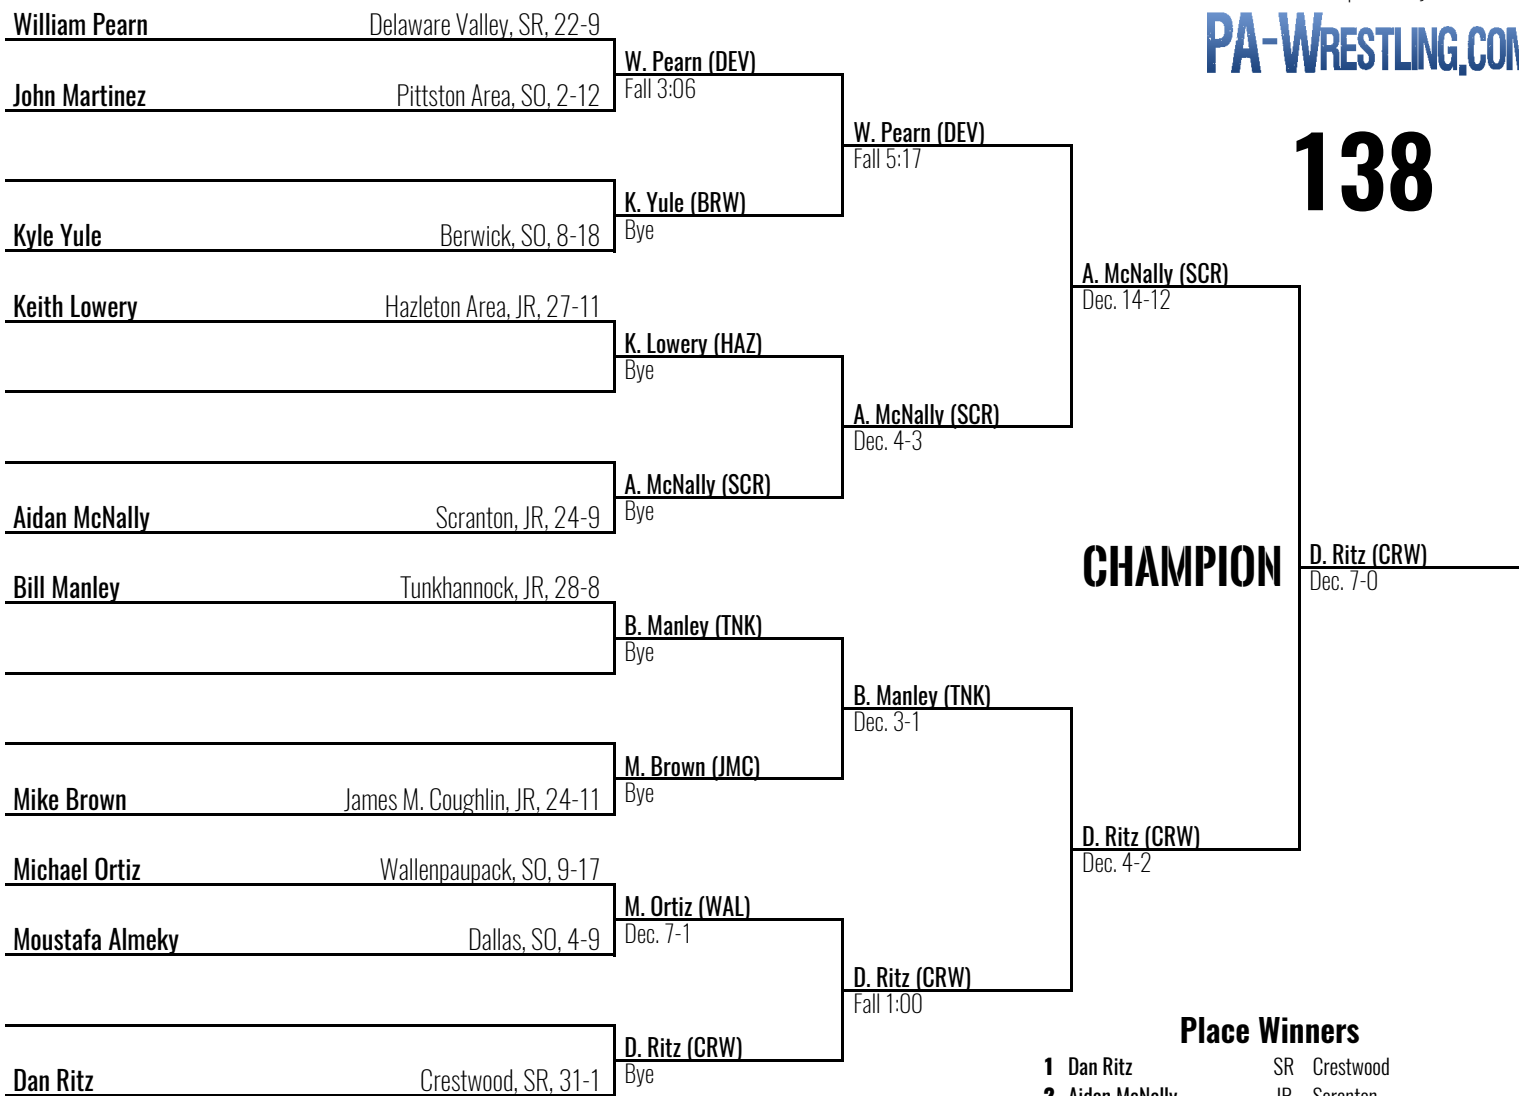 William Pearn Delaware Valley, SR, 22-9
W. Pearn (DEV)
Fall 3:06
John Martinez Pittston Area, SO, 2-12
W. Pearn (DEV)
Fall 5:17
K. Yule (BRW)
Bye
Kyle Yule Berwick, SO, 8-18
A. McNally (SCR)
Dec. 14-12
Keith Lowery Hazleton Area, JR, 27-11
K. Lowery (HAZ)
Bye
A. McNally (SCR)
Dec. 4-3
A. McNally (SCR)
Bye
Aidan McNally Scranton, JR, 24-9
CHAMPION
D. Ritz (CRW)
Dec. 7-0
Bill Manley Tunkhannock, JR, 28-8
B. Manley (TNK)
Bye
B. Manley (TNK)
Dec. 3-1
M. Brown (JMC)
Bye
Mike Brown James M. Coughlin, JR, 24-11
D. Ritz (CRW)
Dec. 4-2
Michael Ortiz Wallenpaupack, SO, 9-17
M. Ortiz (WAL)
Dec. 7-1
Moustafa Almeky Dallas, SO, 4-9
D. Ritz (CRW)
Fall 1:00
D. Ritz (CRW)
Bye
Dan Ritz Crestwood, SR, 31-1
PA-WRESTLING.COM
138
Place Winners
1 Dan Ritz SR Crestwood
2 Aidan McNally JR Scranton